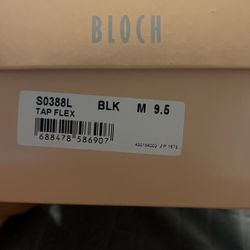 BLOCH
S0388L BLK M 9.5
TAP FLEX
688478 586907